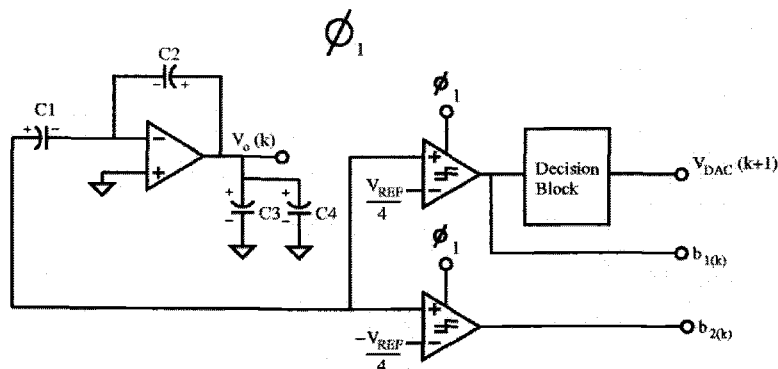 ϕ1
C2
− +
C1
+ −
−
+
Vo (k)
+
−
C3
+
−
C4
ϕ1
+
−
VREF
4
Decision
Block
VDAC (k+1)
b1(k)
ϕ1
+
−
−VREF
4
b2(k)